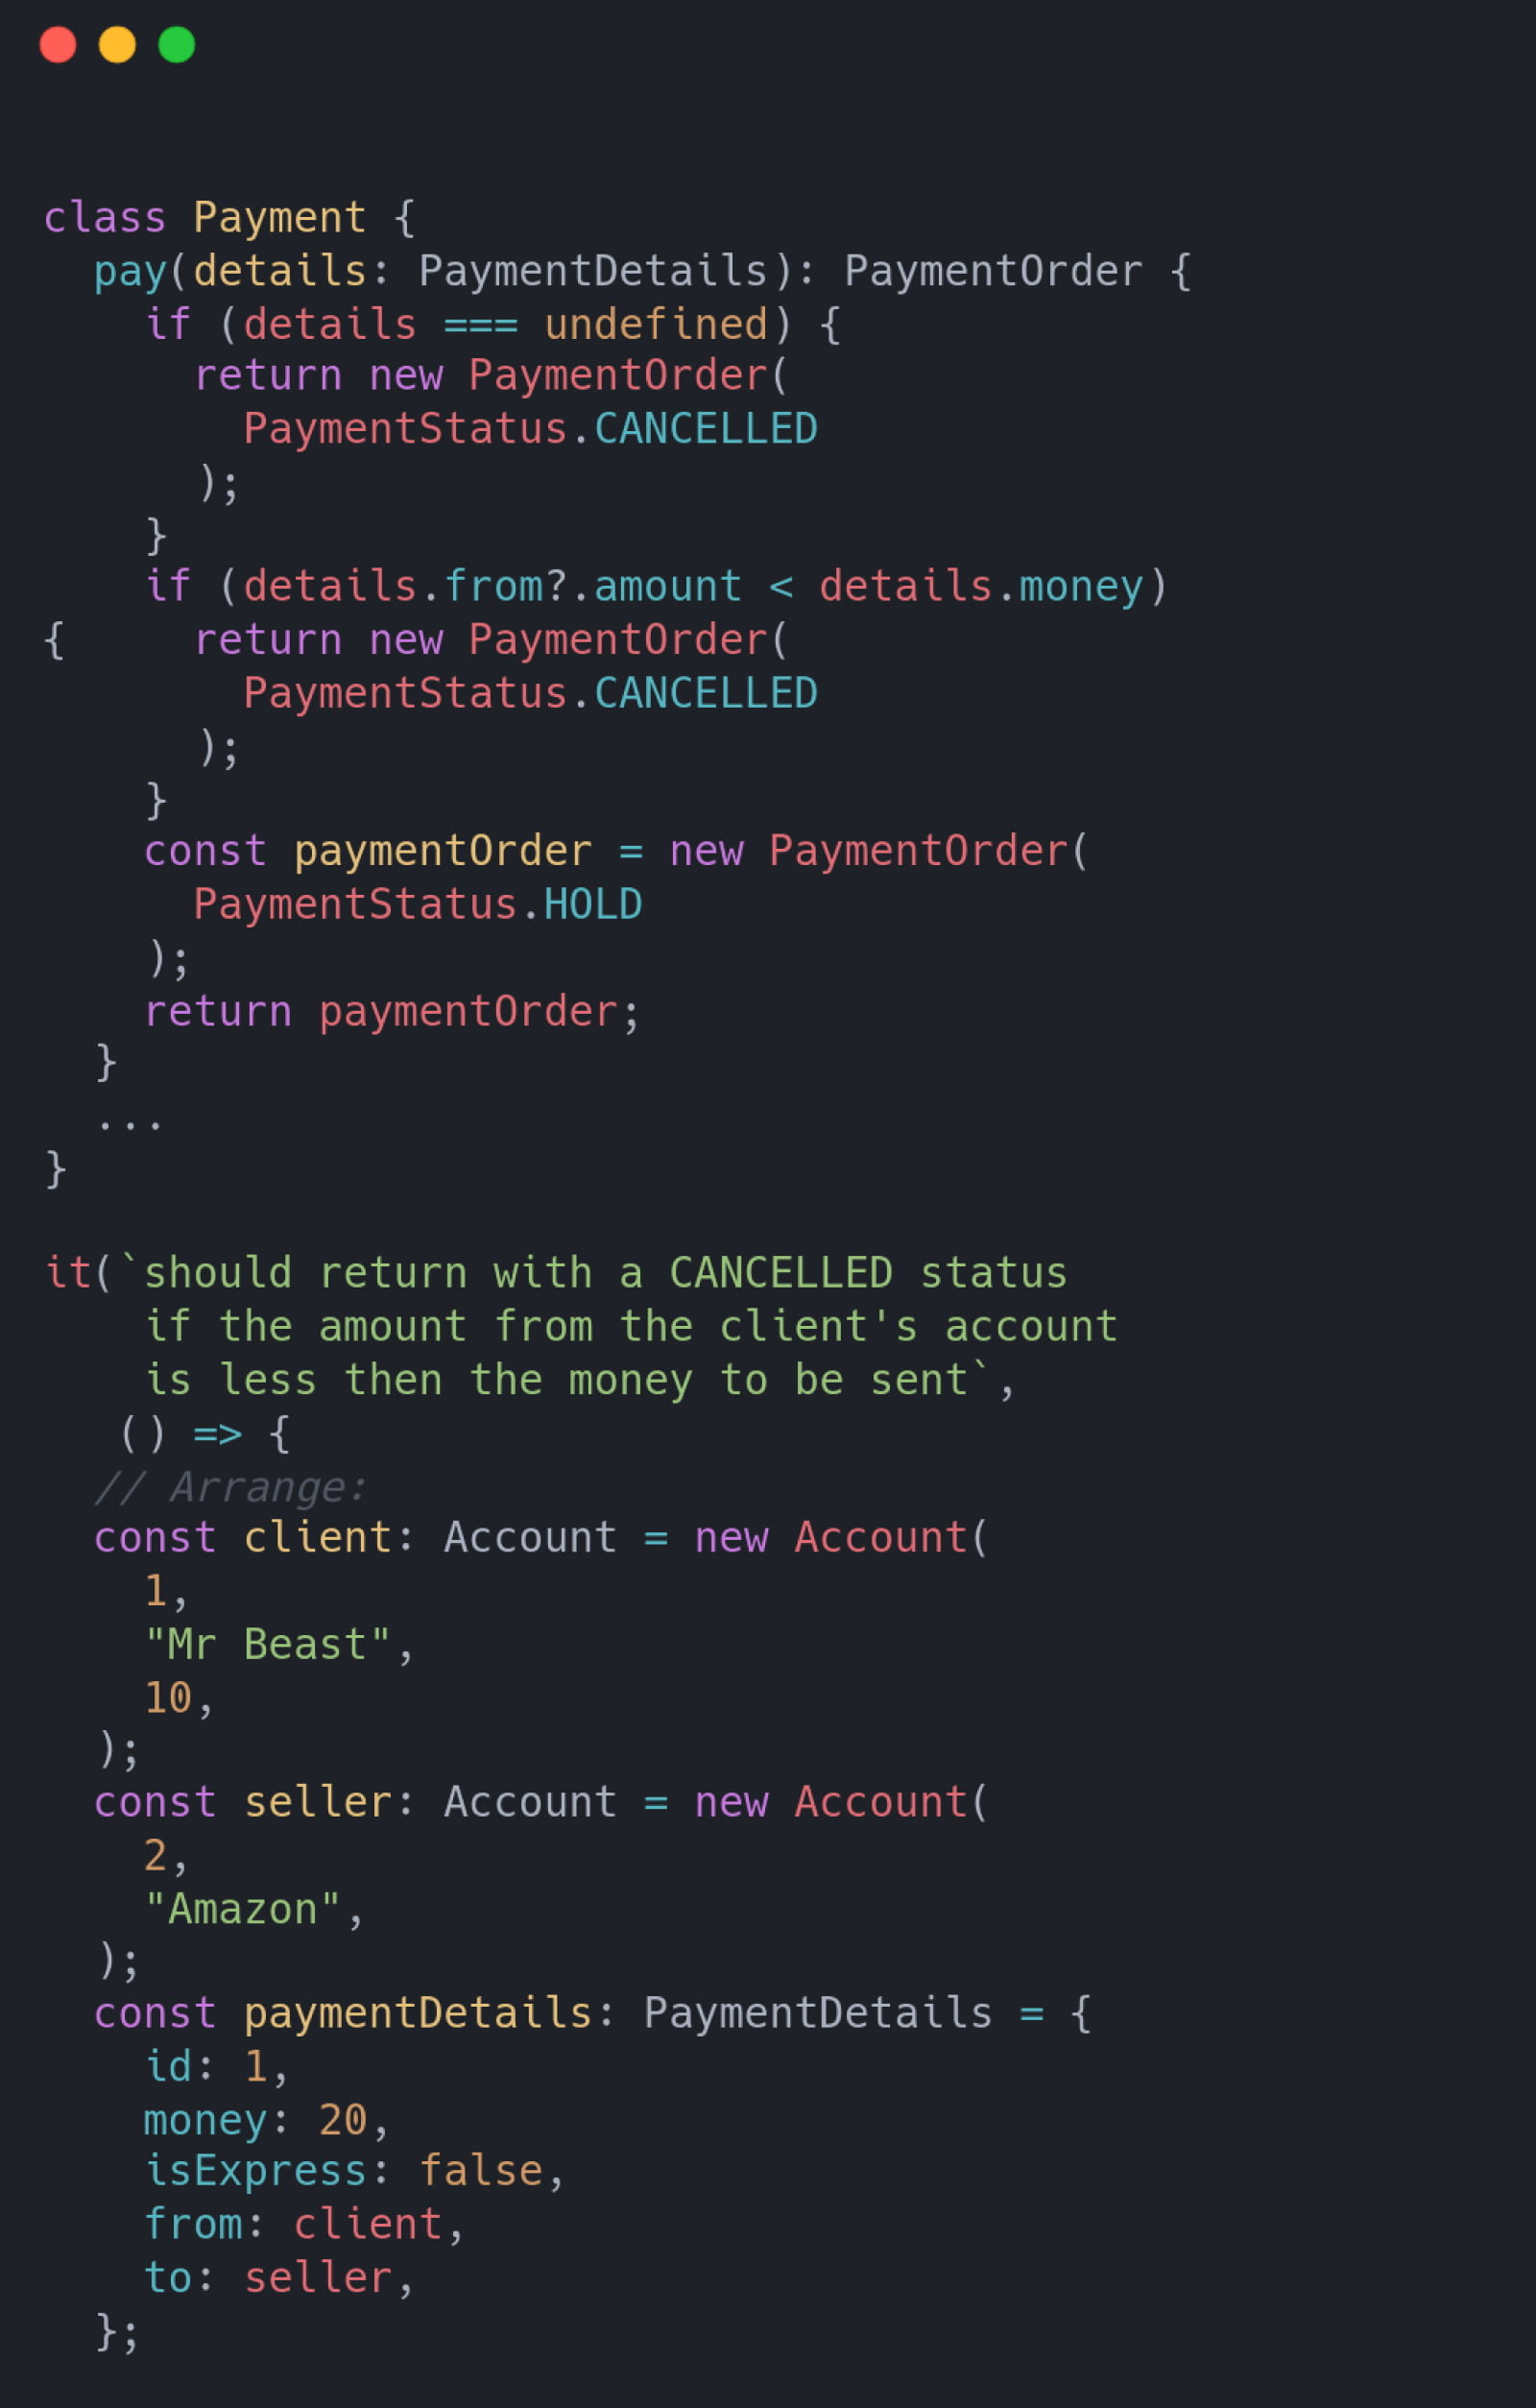 class Payment {
  pay(details: PaymentDetails): PaymentOrder {
    if (details === undefined) {
      return new PaymentOrder(
        PaymentStatus.CANCELLED
      );
    }
    if (details.from?.amount < details.money)
{     return new PaymentOrder(
        PaymentStatus.CANCELLED
      );
    }
    const paymentOrder = new PaymentOrder(
      PaymentStatus.HOLD
    );
    return paymentOrder;
  }
  ...
}

it(`should return with a CANCELLED status
    if the amount from the client's account
    is less then the money to be sent`,
   () => {
  // Arrange:
  const client: Account = new Account(
    1,
    "Mr Beast",
    10,
  );
  const seller: Account = new Account(
    2,
    "Amazon",
  );
  const paymentDetails: PaymentDetails = {
    id: 1,
    money: 20,
    isExpress: false,
    from: client,
    to: seller,
  };